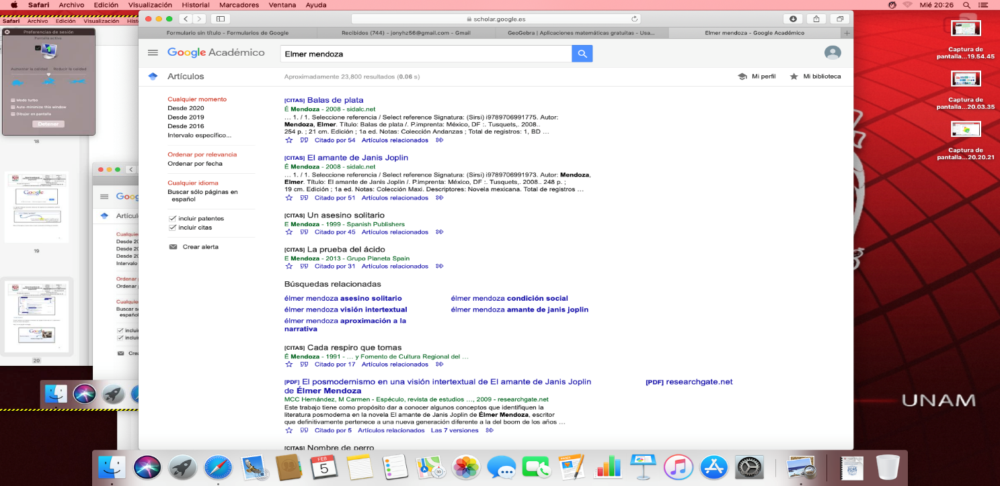 Safari Archivo Edición Visualización Historial Marcadores Ventana Ayuda
Mié 20:26
Safari Archivo Edición Visualización Hist
Preferencias de sesión
Pantalla activa
Aumentar la calidad Reducir la calidad
Modo turbo
Auto-minimize this window
Dibujar en pantalla
Detener
18
19
20
Goog
Artícul
Cualquier
Desde 20
Desde 20
Desde 20
Intervalo
Ordenar p
Ordenar p
Cualquie
Buscar só
español
inclui
inclui
Crea
scholar.google.es
Formulario sin título - Formularios de Google
Recibidos (744) - jonyhz56@gmail.com - Gmail
GeoGebra | Aplicaciones matemáticas gratuitas - Usa...
Elmer mendoza - Google Académico
Google Académico
Elmer mendoza
Artículos
Aproximadamente 23,800 resultados (0.06 s)
Mi perfil
Mi biblioteca
Cualquier momento
Desde 2020
Desde 2019
Desde 2016
Intervalo específico...
Ordenar por relevancia
Ordenar por fecha
Cualquier idioma
Buscar sólo páginas en
español
incluir patentes
incluir citas
Crear alerta
[CITAS] Balas de plata
É Mendoza - 2008 - sidalc.net
… 1. / 1. Seleccione referencia / Select reference Signatura: (Sirsi) i9789706991775. Autor:
Mendoza, Elmer. Título: Balas de plata /. P.imprenta: México, DF :. Tusquets,. 2008..
254 p. ; 21 cm. Edición ; 1a ed. Notas: Colección Andanzas ; Total de registros: 1, BD …
Citado por 54 Artículos relacionados
[CITAS] El amante de Janis Joplin
É Mendoza - 2008 - sidalc.net
… 1. / 1. Seleccione referencia / Select reference Signatura: (Sirsi) i9789706991973. Autor: Mendoza,
Elmer. Título: El amante de Janis Joplin /. P.imprenta: México, DF :. Tusquets,. 2008.. 248 p. ;
19 cm. Edición ; 1a ed. Notas: Colección Maxi. Descriptores: Novela mexicana. Total de registros …
Citado por 51 Artículos relacionados
[CITAS] Un asesino solitario
E Mendoza - 1999 - Spanish Publishers
Citado por 45 Artículos relacionados
[CITAS] La prueba del ácido
E Mendoza - 2013 - Grupo Planeta Spain
Citado por 31 Artículos relacionados
Búsquedas relacionadas
élmer mendoza asesino solitario
élmer mendoza condición social
élmer mendoza visión intertextual
élmer mendoza amante de janis joplin
élmer mendoza aproximación a la
narrativa
[CITAS] Cada respiro que tomas
É Mendoza - 1991 - … y Fomento de Cultura Regional del …
Citado por 17 Artículos relacionados
[PDF] El posmodernismo en una visión intertextual de El amante de Janis Joplin
de Élmer Mendoza
[PDF] researchgate.net
MCC Hernández, M Carmen - Espéculo, revista de estudios …, 2009 - researchgate.net
Este trabajo tiene como propósito dar a conocer algunos conceptos que identifiquen la
literatura posmoderna en la novela El amante de Janis Joplin de Élmer Mendoza, escritor
que definitivamente pertenece a una nueva generación diferente a la del boom de los años …
Citado por 5 Artículos relacionados Las 7 versiones
[CITAS] Nombre de perro
Captura de
pantalla...19.54.45
Captura de
pantalla...20.03.35
Captura de
pantalla...20.20.21
UNAM
FEB
5